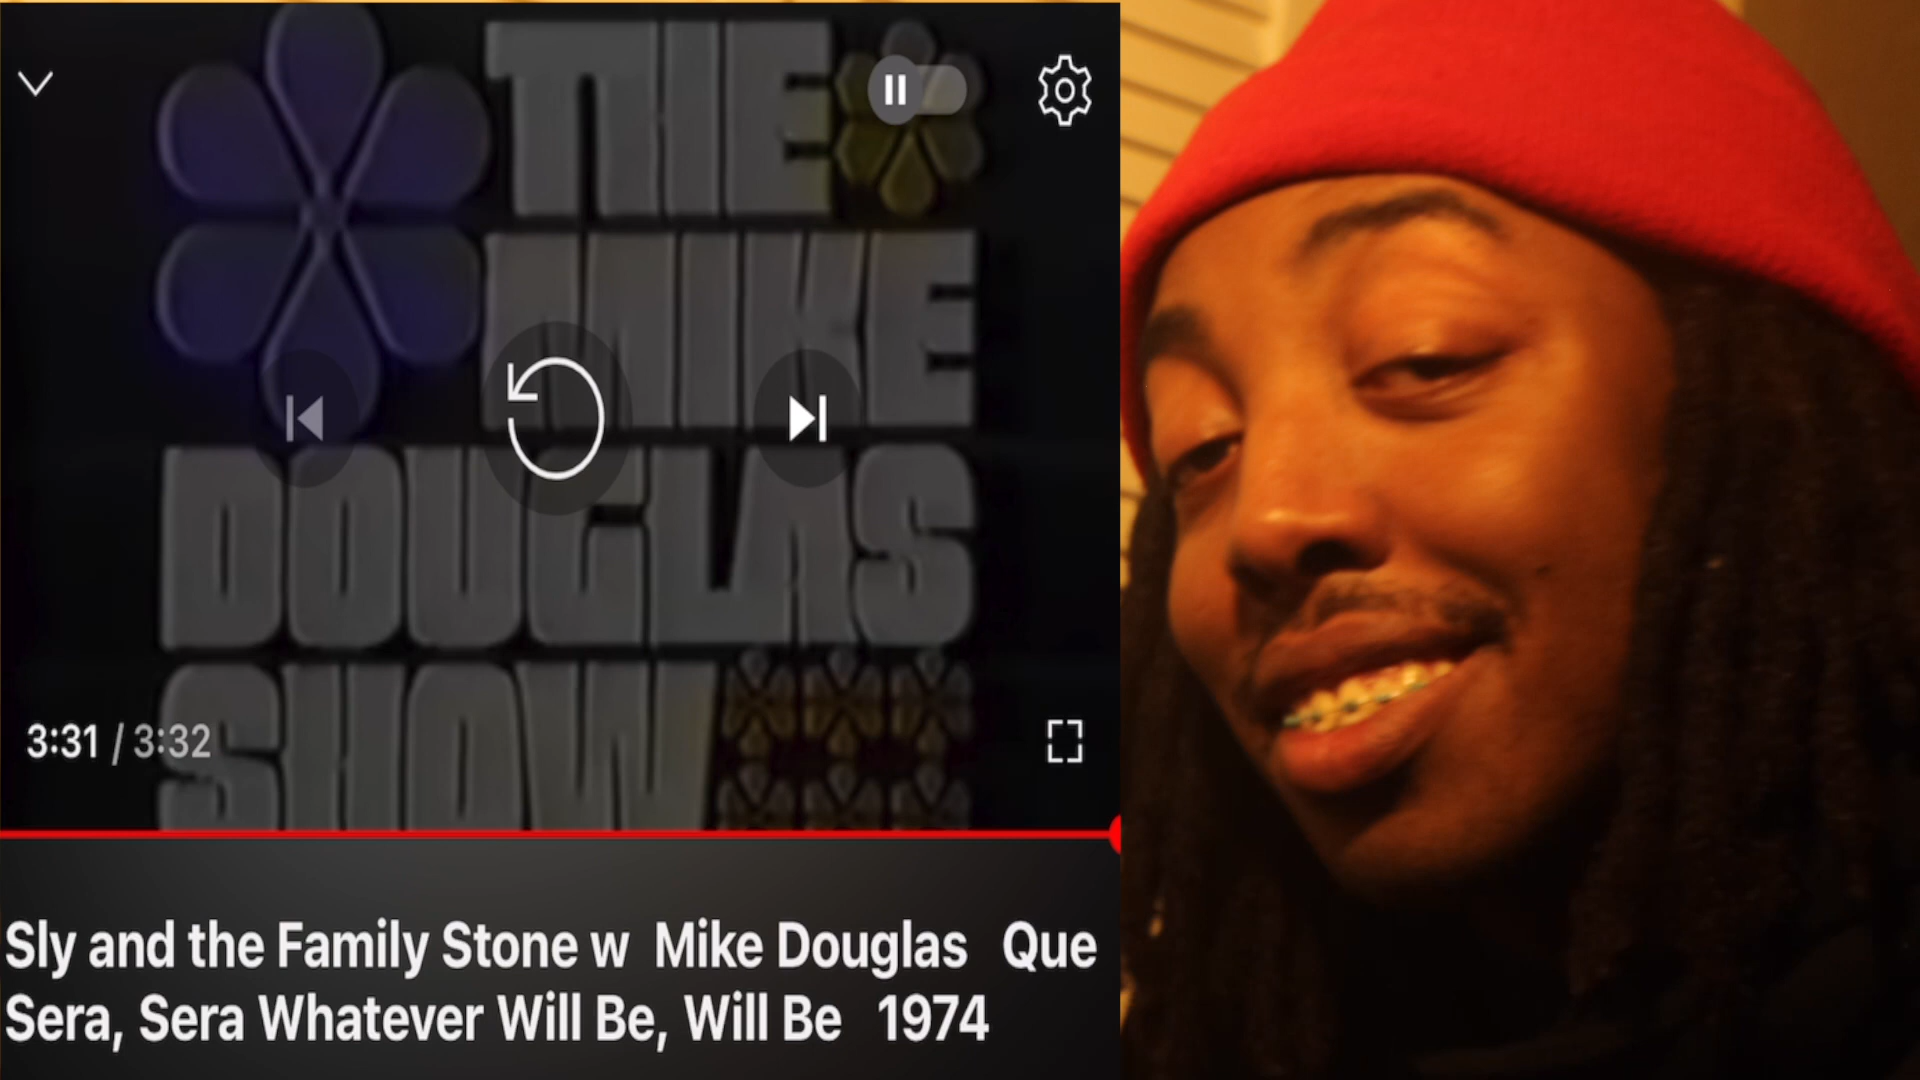 THE
MIKE
DOUGLAS
SHOW
3:31 / 3:32
Sly and the Family Stone w Mike Douglas Que
Sera, Sera Whatever Will Be, Will Be 1974